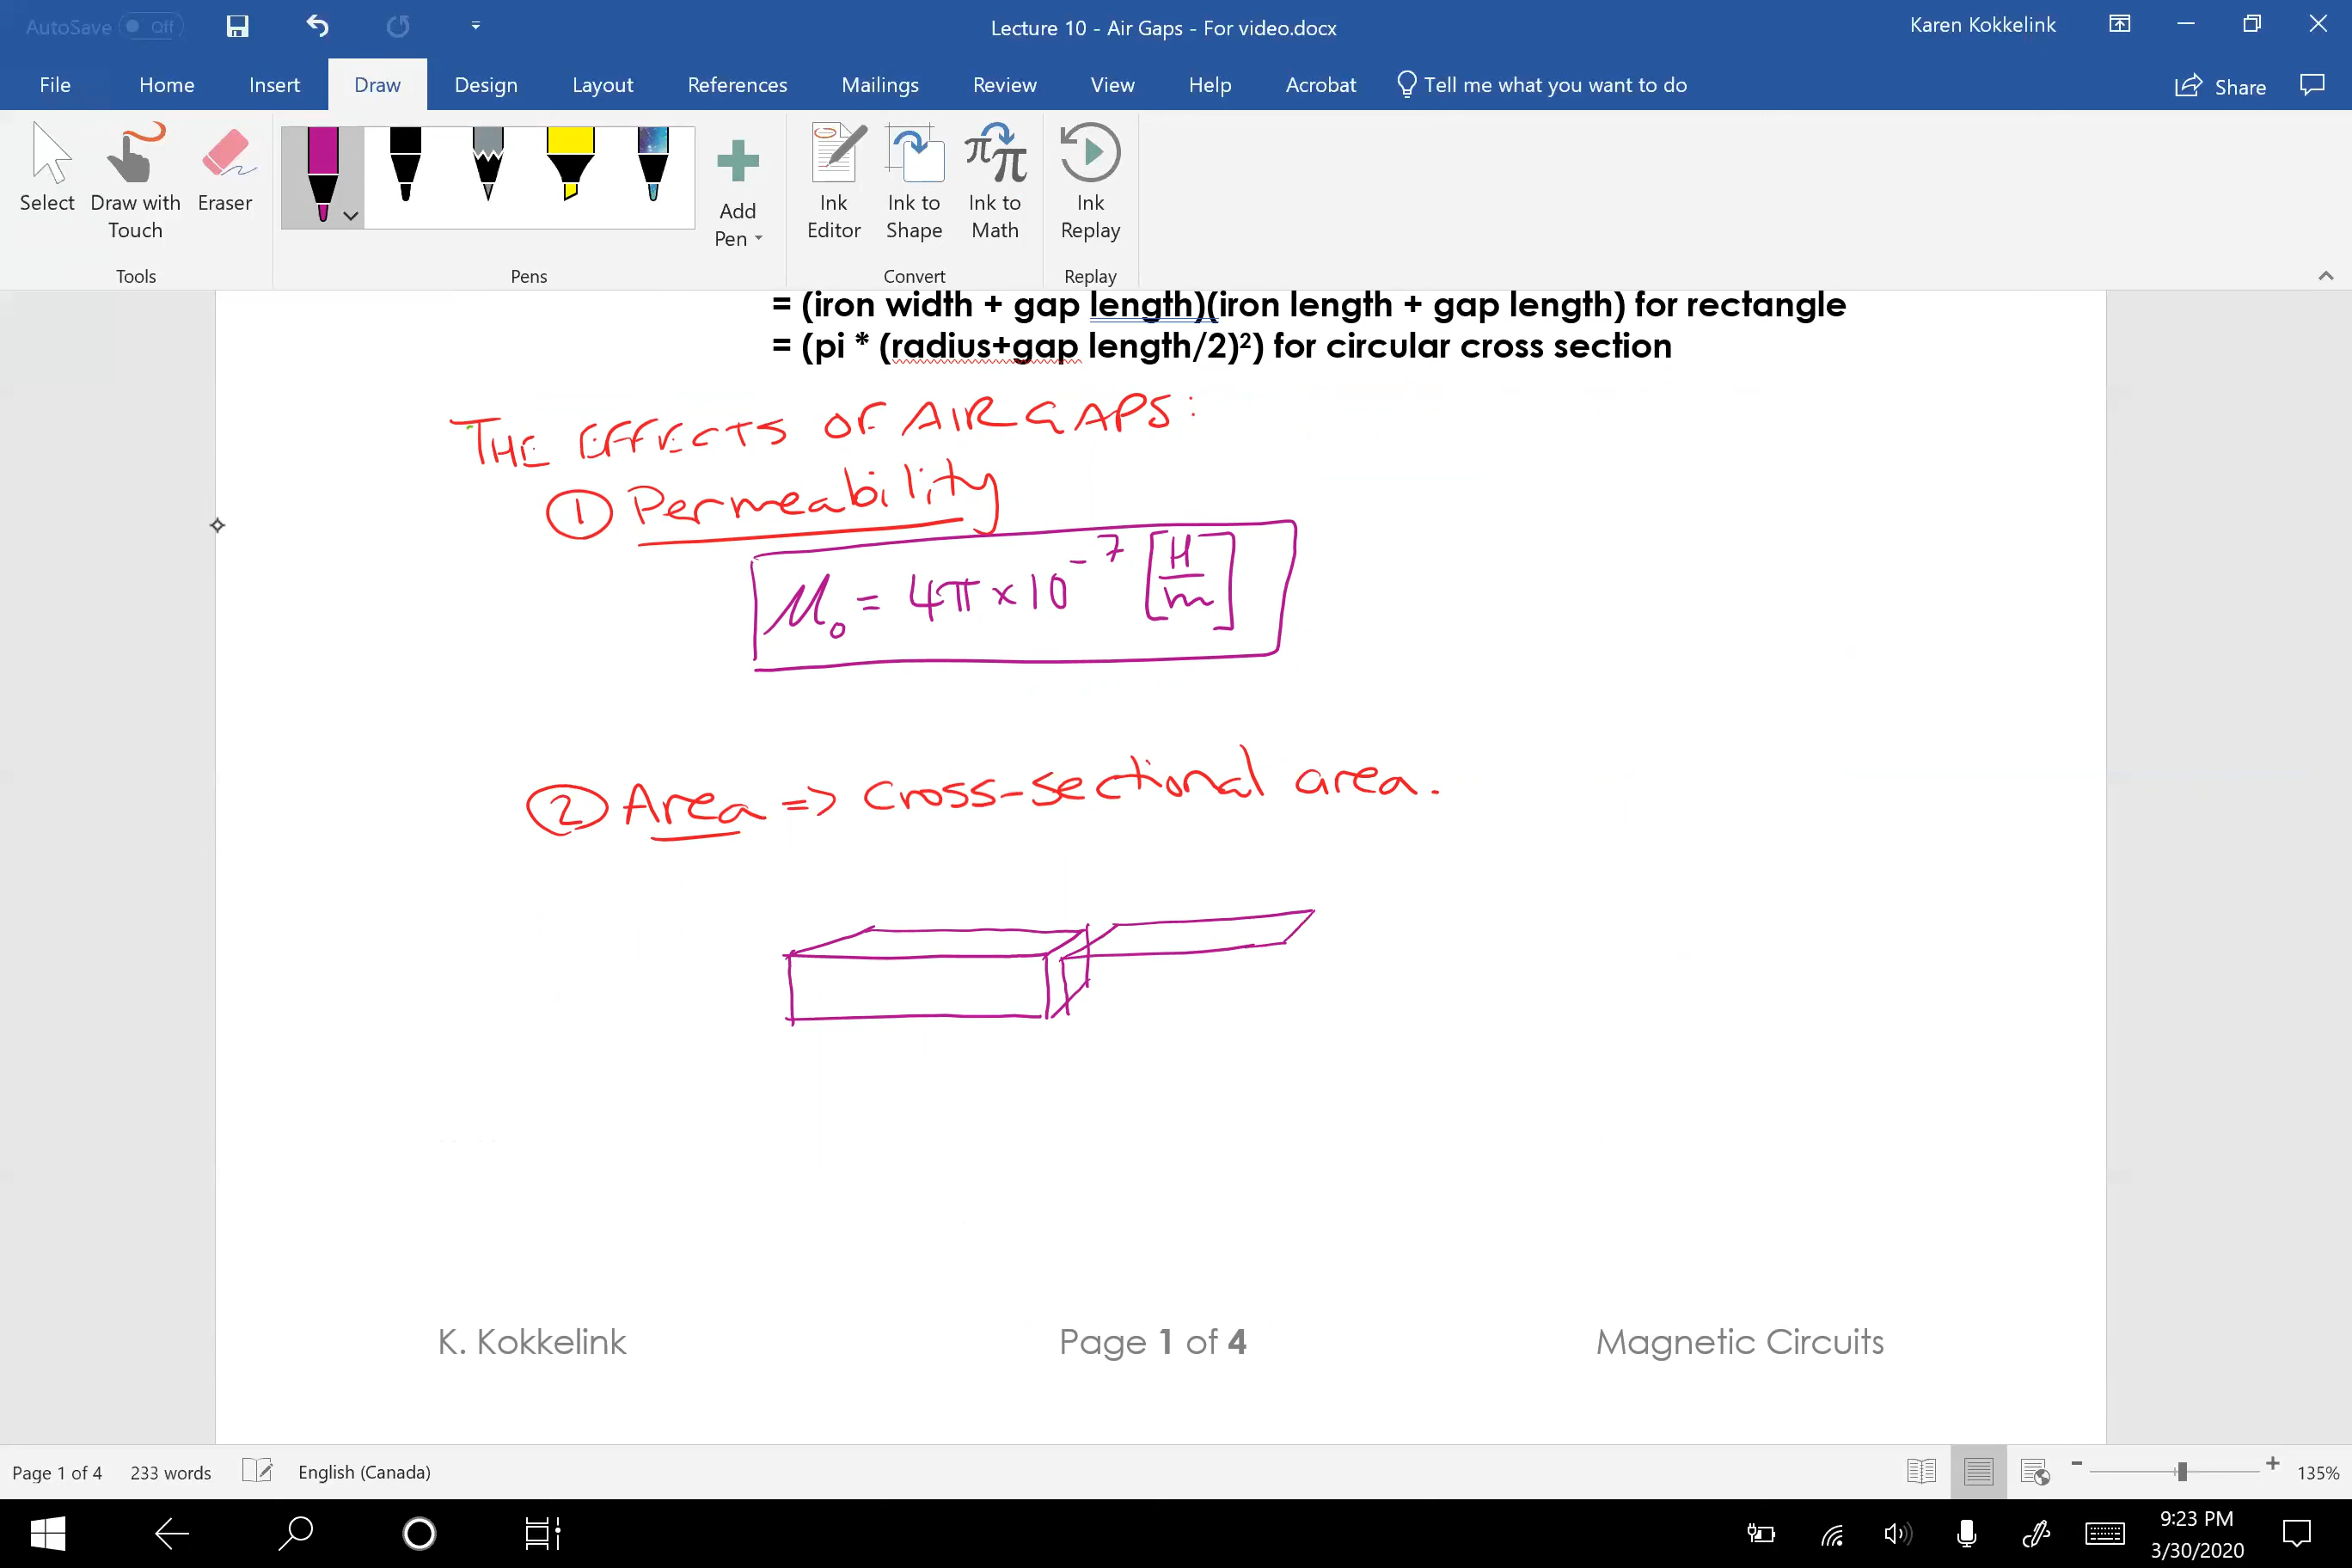 AutoSave Off
Lecture 10 - Air Gaps - For video.docx
Karen Kokkelink
File Home Insert Draw Design Layout References Mailings Review View Help Acrobat Tell me what you want to do Share
Select Draw with Touch Eraser Add Pen Ink Editor Ink to Shape Ink to Math Ink Replay
Tools Pens Convert Replay
= (iron width + gap length)(iron length + gap length) for rectangle
= (pi * (radius+gap length/2)²) for circular cross section
THE EFFECTS OF AIR GAPS:
① Permeability
μ₀ = 4π × 10⁻⁷ [H/m]
② Area => Cross-sectional area.
K. Kokkelink Page 1 of 4 Magnetic Circuits
Page 1 of 4 233 words English (Canada) 135%
9:23 PM
3/30/2020